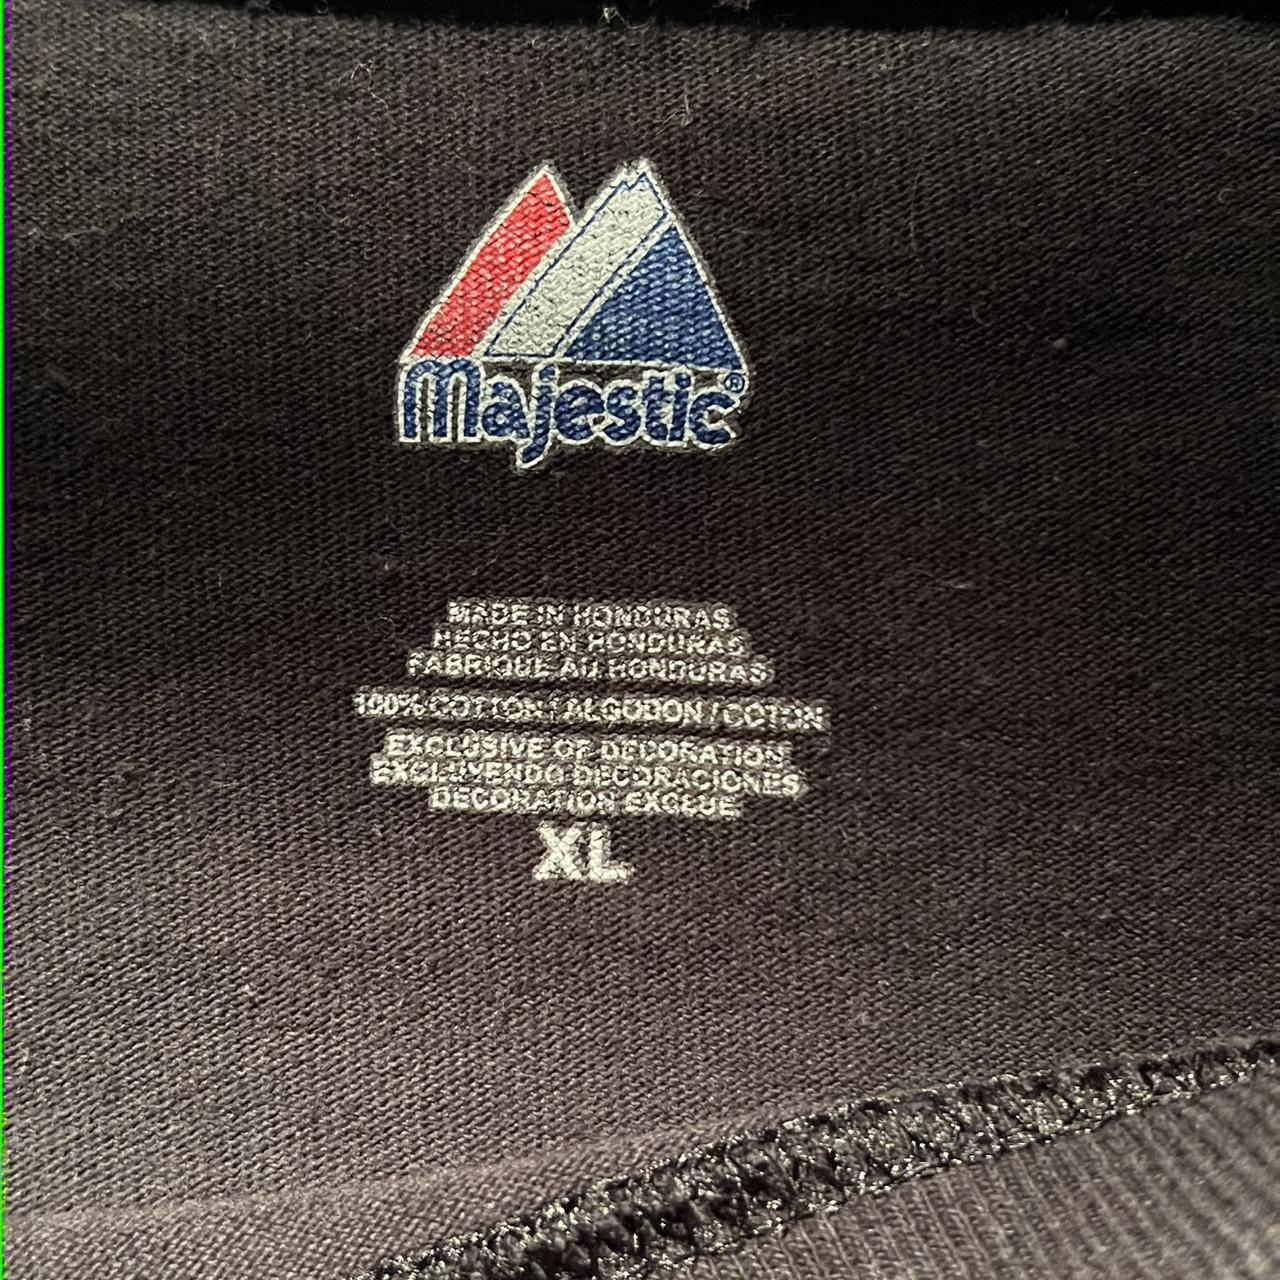 Majestic®
MADE IN HONDURAS
HECHO EN HONDURAS
FABRIQUE AU HONDURAS
100% COTTON / ALGODON / COTON
EXCLUSIVE OF DECORATION
EXCLUYENDO DECORACIONES
DECORATION EXCLUE
XL